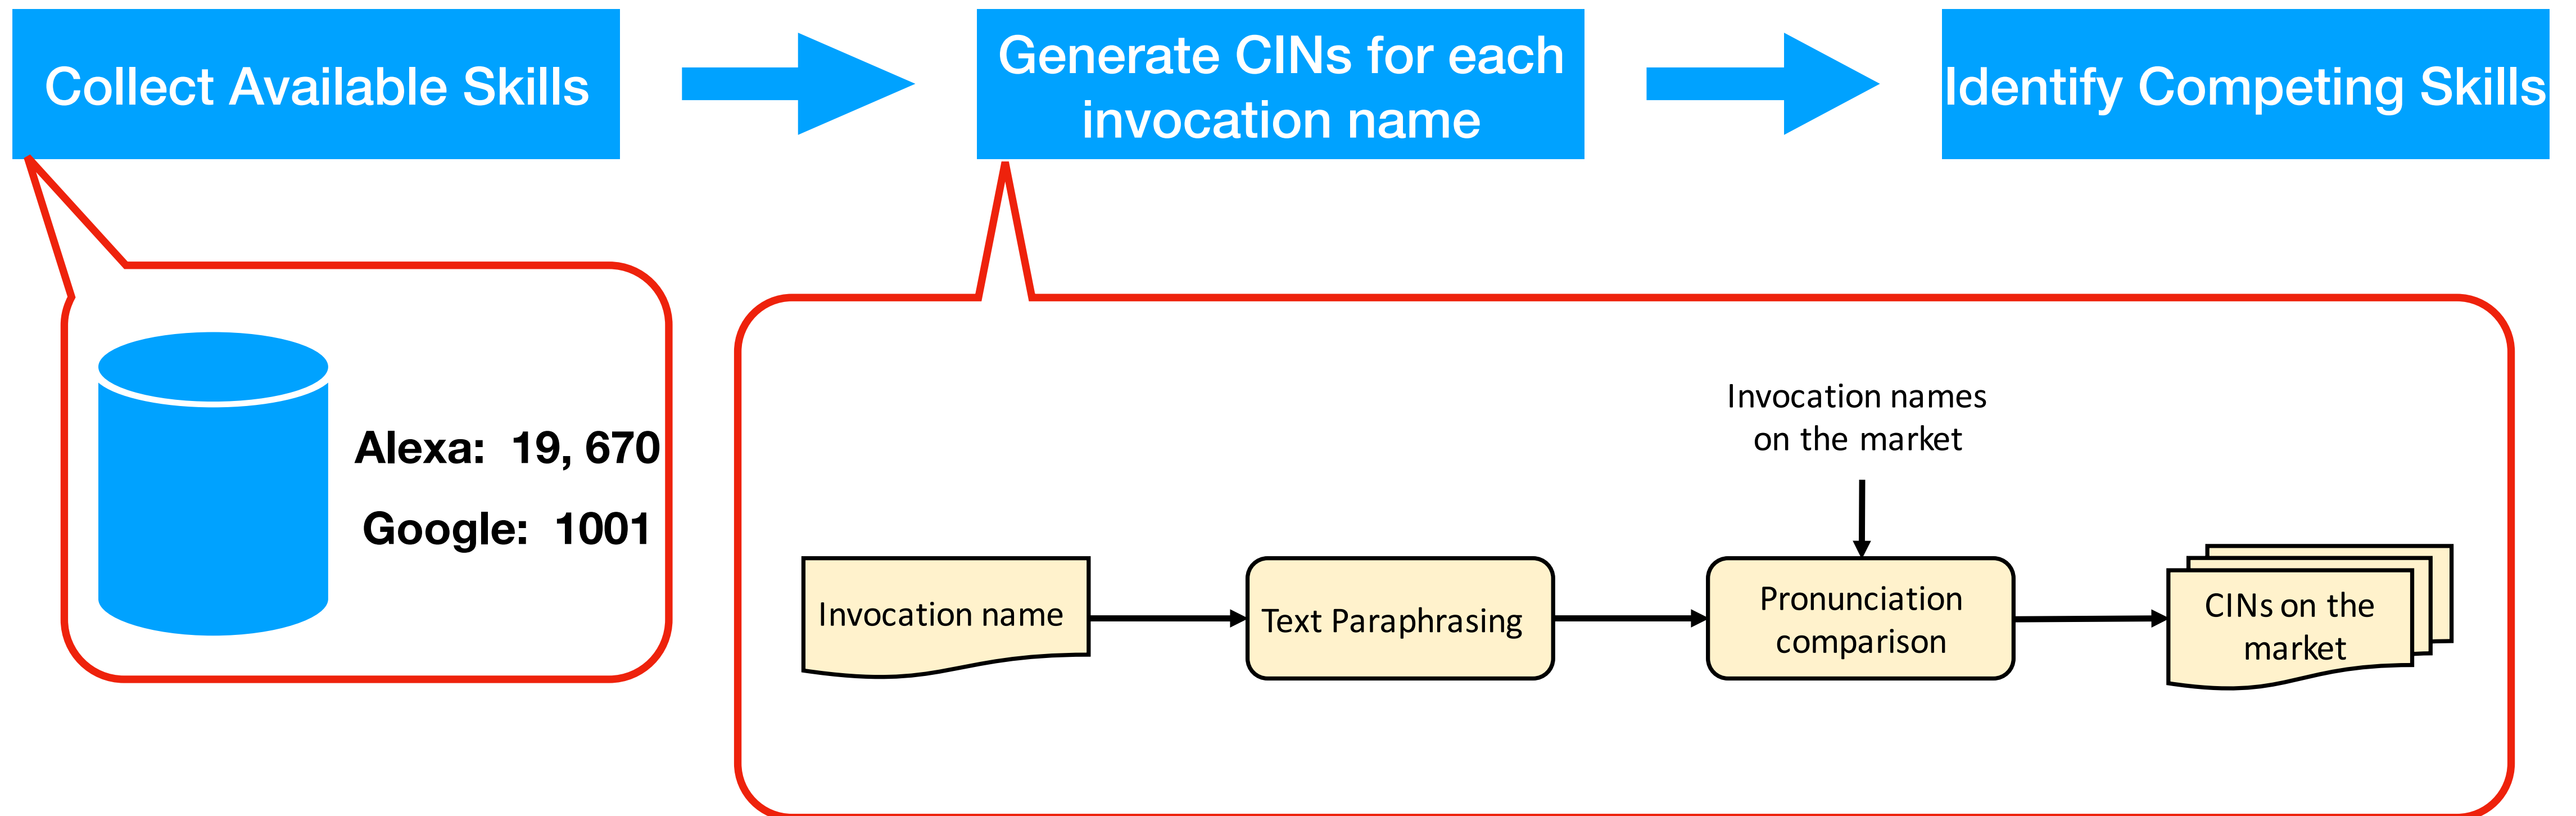 Collect Available Skills
Generate CINs for each
invocation name
Identify Competing Skills
Alexa: 19, 670
Google: 1001
Invocation names
on the market
Invocation name
Text Paraphrasing
Pronunciation
comparison
CINs on the
market